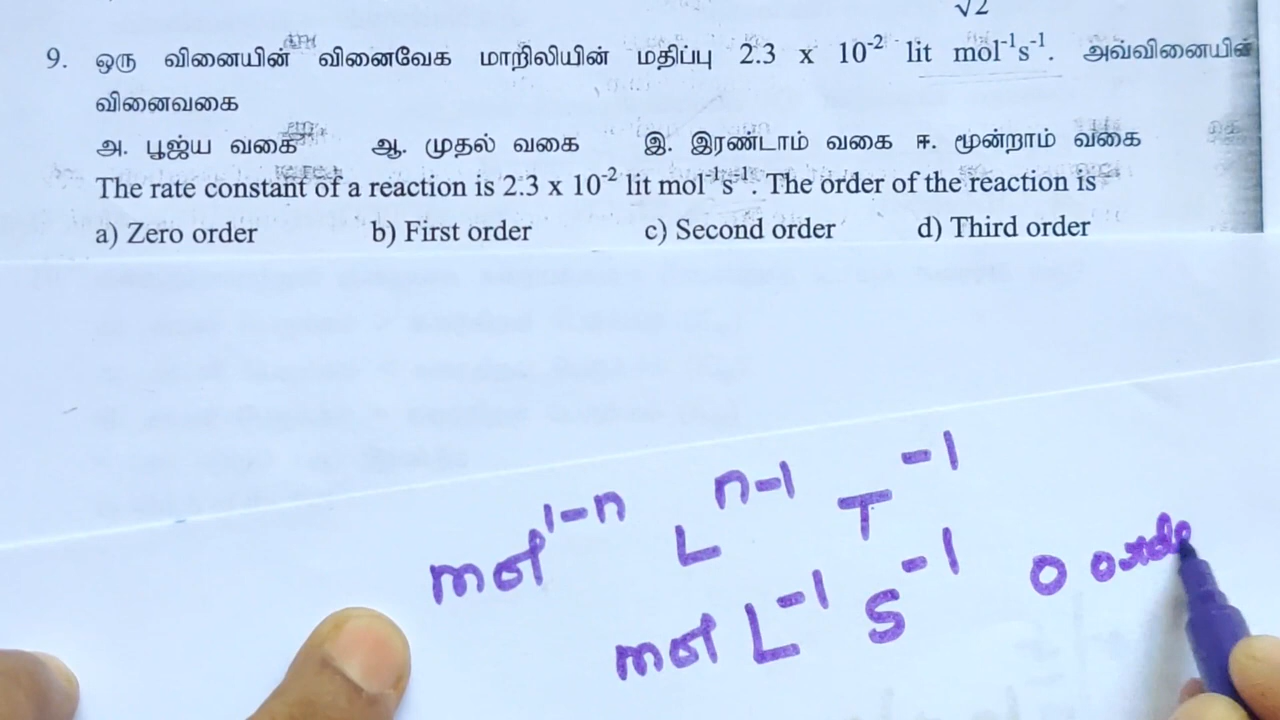 √2
9. ஒரு வினையின் வினைவேக மாறிலியின் மதிப்பு 2.3 x 10⁻² lit mol⁻¹s⁻¹. அவ்வினையின்
வினைவகை
அ. பூஜ்ய வகை ஆ. முதல் வகை இ. இரண்டாம் வகை ஈ. மூன்றாம் வகை
The rate constant of a reaction is 2.3 x 10⁻² lit mol⁻¹s⁻¹. The order of the reaction is
a) Zero order b) First order c) Second order d) Third order
mol¹⁻ⁿ Lⁿ⁻¹ T⁻¹
mol L⁻¹ S⁻¹ 0